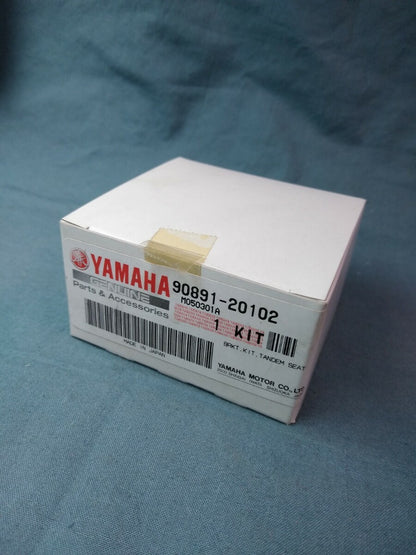 YAMAHA 90891-20102
GENUINE M050301A
Parts & Accessories 1 KIT
BRKT.KIT,TANDEM SEAT
MADE IN JAPAN
YAMAHA MOTOR CO.,LTD.